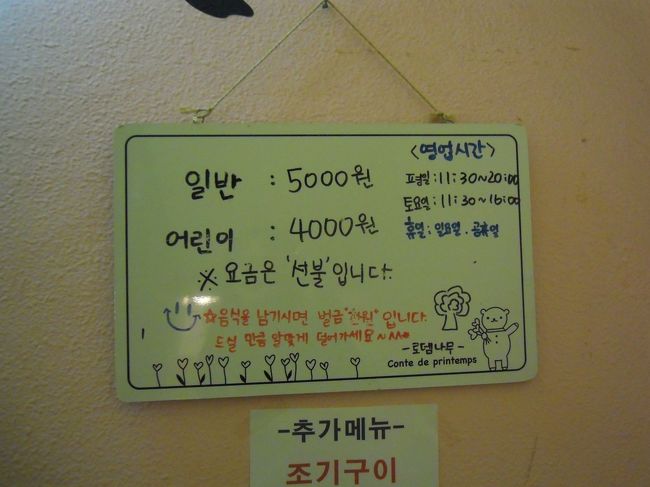 일반 : 5000원
어린이 : 4000원
※ 요금은 '선불'입니다.
<영업시간>
평일 : 11:30~20:00
토요일 : 11:30~16:00
휴일 : 일요일. 공휴일
☆음식을 남기시면 벌금 "만원" 입니다.
드실 만큼 알맞게 덜어가세요~
-로뎀나무-
Conte de printemps
-추가메뉴-
조기구이